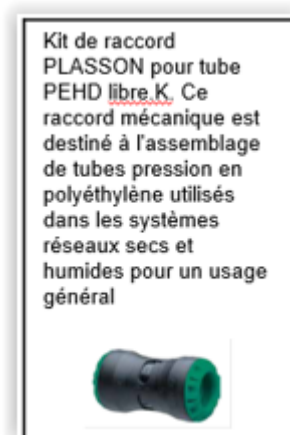 Kit de raccord
PLASSON pour tube
PEHD libre.K. Ce
raccord mécanique est
destiné à l'assemblage
de tubes pression en
polyéthylène utilisés
dans les systèmes
réseaux secs et
humides pour un usage
général